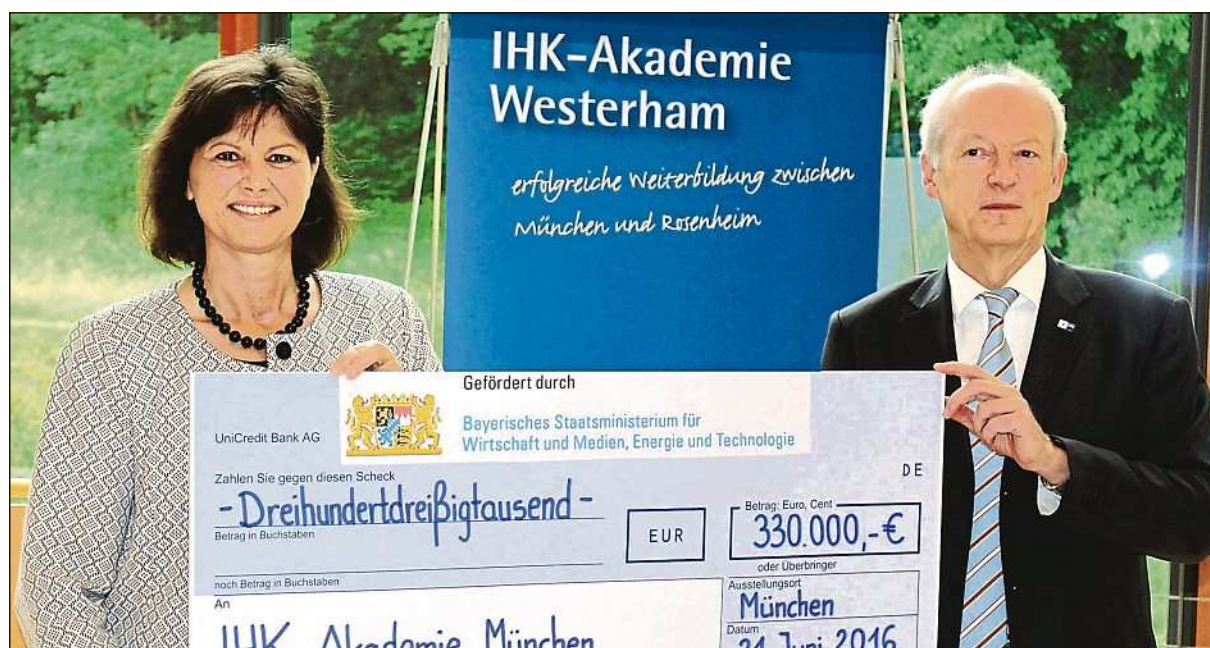 IHK-Akademie
Westerham
erfolgreiche Weiterbildung zwischen
München und Rosenheim
Gefördert durch
Bayerisches Staatsministerium für
Wirtschaft und Medien, Energie und Technologie
UniCredit Bank AG
Zahlen Sie gegen diesen Scheck
DE
- Dreihundertdreißigtausend -
Betrag in Buchstaben
EUR
Betrag: Euro, Cent
330.000,-€
oder Überbringer
noch Betrag in Buchstaben
Ausstellungsort
München
An
IHK Akademie München
Datum
Juni 2016